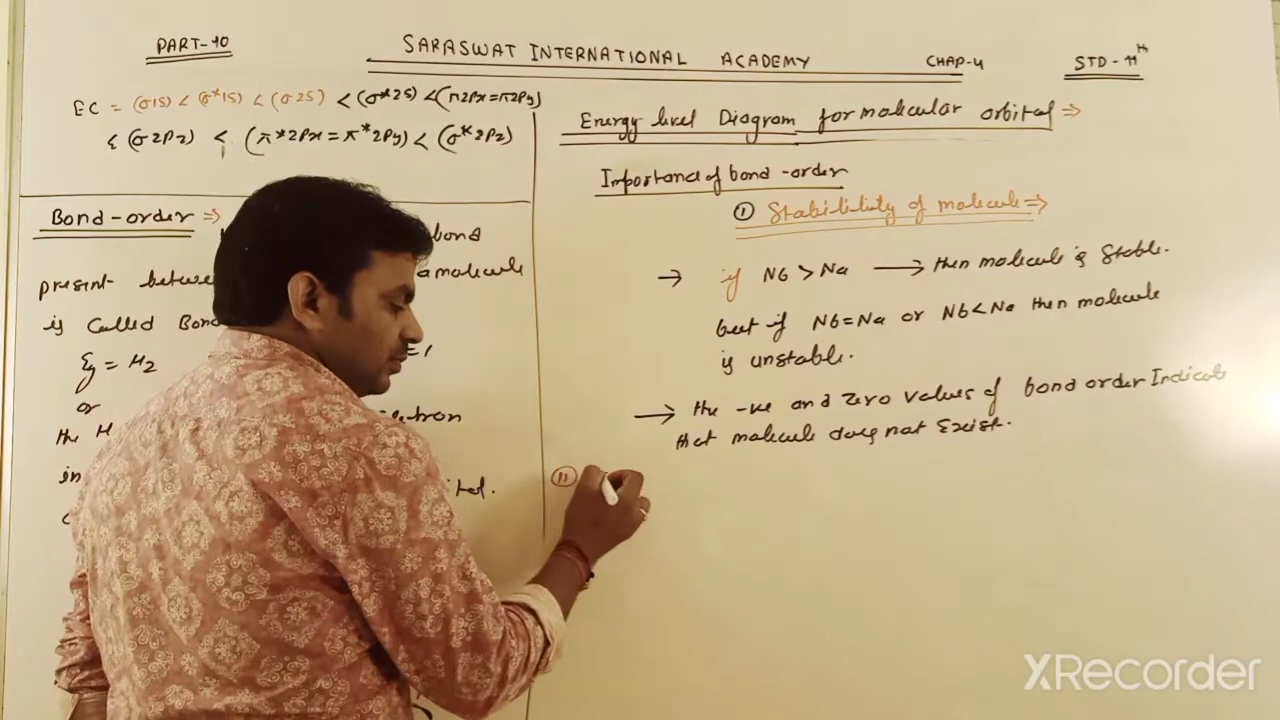 PART-10
SARASWAT INTERNATIONAL ACADEMY
CHAP-4
STD - 11th
EC = (σ1S) < (σ*1S) < (σ2S) < (σ*2S) < (π2Px = π2Py)
< (σ2Pz) < (π*2Px = π*2Py) < (σ*2Pz)
Bond-order ⇒
bond
present between
a molecule
is called Bond
Eg = H2
= 1
or
the
in
Energy level Diagram for molecular orbital ⇒
Importance of bond-order
① Stabilility of molecule ⇒
→ if Nb > Na → then molecule is stable.
but if Nb = Na or Nb < Na then molecule
is unstable.
→ the -ve and zero values of bond order Indicate
that molecule does not Exist.
(11)
XRecorder